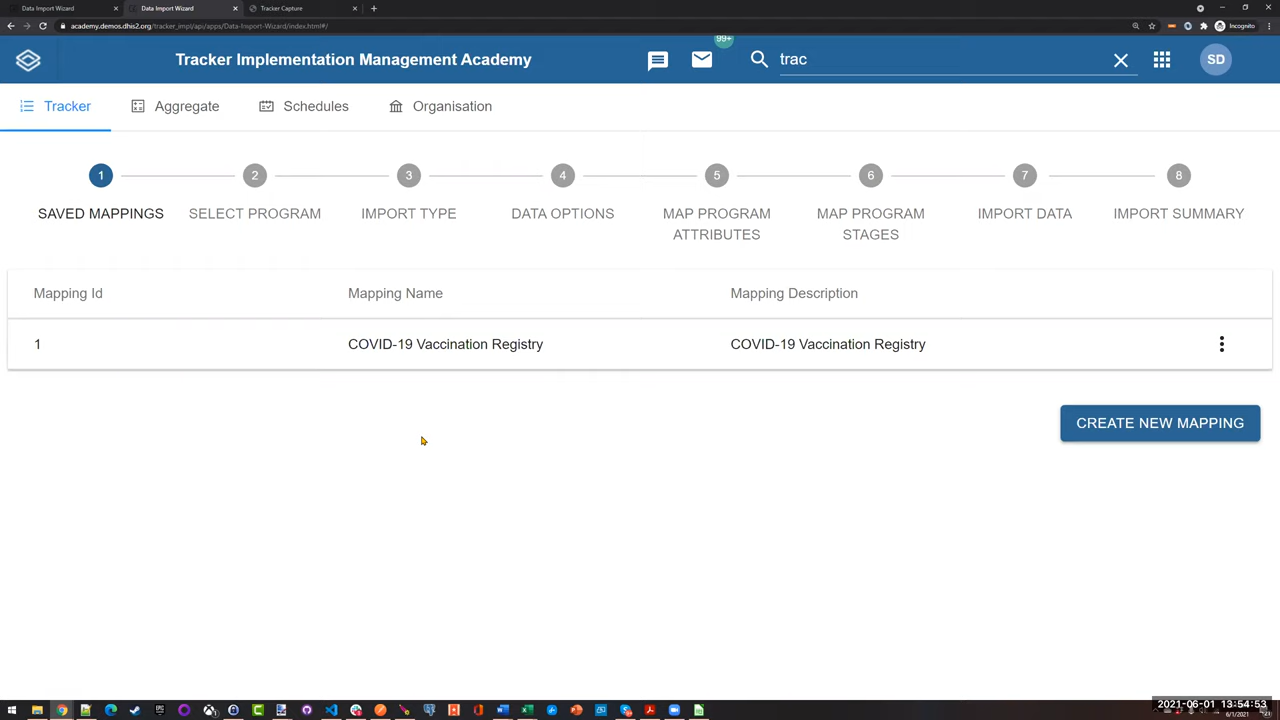 Data Import Wizard
Data Import Wizard
Tracker Capture
academy.demos.dhis2.org/tracker_impl/api/apps/Data-Import-Wizard/index.html#/
Incognito
Tracker Implementation Management Academy
99+
trac
SD
Tracker
Aggregate
Schedules
Organisation
1
2
3
4
5
6
7
8
SAVED MAPPINGS
SELECT PROGRAM
IMPORT TYPE
DATA OPTIONS
MAP PROGRAM
ATTRIBUTES
MAP PROGRAM
STAGES
IMPORT DATA
IMPORT SUMMARY
Mapping Id
Mapping Name
Mapping Description
1
COVID-19 Vaccination Registry
COVID-19 Vaccination Registry
CREATE NEW MAPPING
2021-06-01 13:54:53
6/1/2021